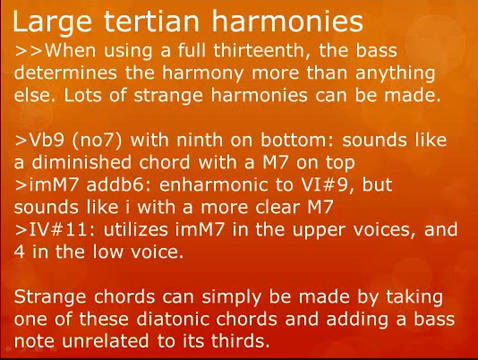 Large tertian harmonies
>>When using a full thirteenth, the bass
determines the harmony more than anything
else. Lots of strange harmonies can be made.
>Vb9 (no7) with ninth on bottom: sounds like
a diminished chord with a M7 on top
>imM7 addb6: enharmonic to VI#9, but
sounds like i with a more clear M7
>IV#11: utilizes imM7 in the upper voices, and
4 in the low voice.
Strange chords can simply be made by taking
one of these diatonic chords and adding a bass
note unrelated to its thirds.